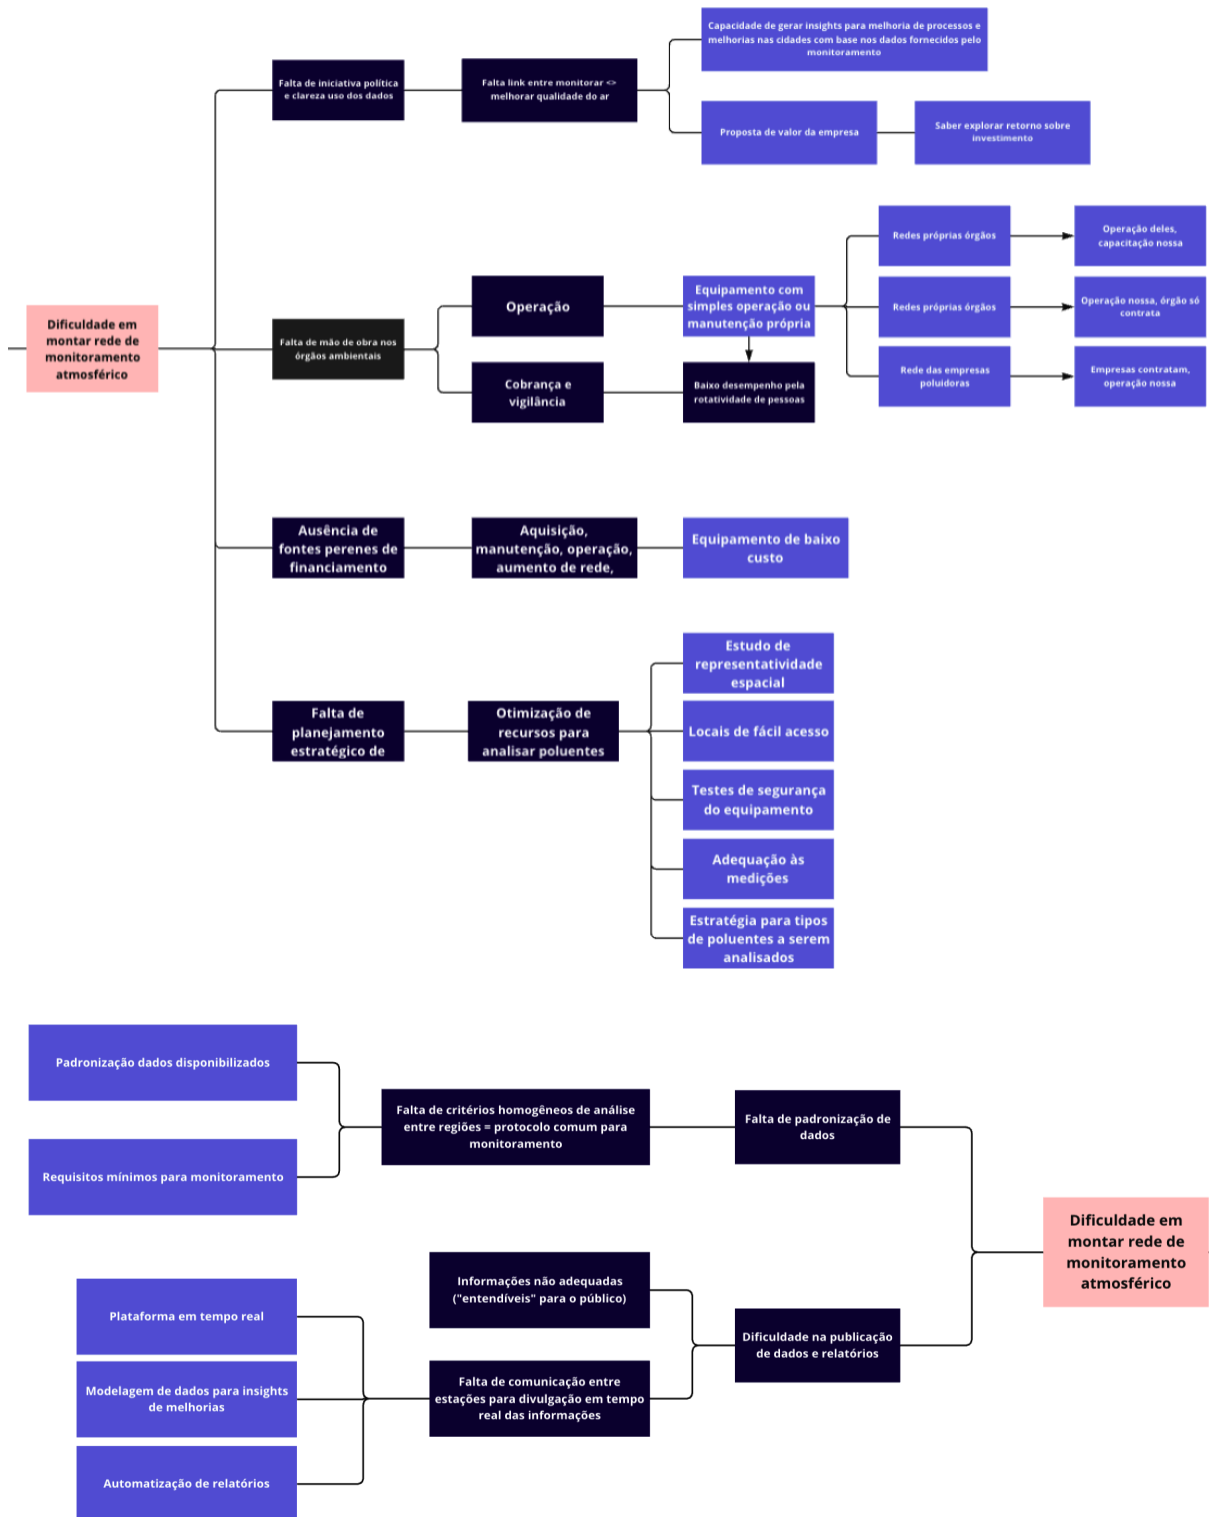 Capacidade de gerar insights para melhoria de processos e
melhorias nas cidades com base nos dados fornecidos pelo
monitoramento
Falta de iniciativa política
e clareza uso dos dados
Falta link entre monitorar <>
melhorar qualidade do ar
Proposta de valor da empresa
Saber explorar retorno sobre
investimento
Dificuldade em
montar rede de
monitoramento
atmosférico
Falta de mão de obra nos
órgãos ambientais
Operação
Equipamento com
simples operação ou
manutenção própria
Redes próprias órgãos
Operação deles,
capacitação nossa
Redes próprias órgãos
Operação nossa, órgão só
contrata
Rede das empresas
poluidoras
Empresas contratam,
operação nossa
Cobrança e
vigilância
Baixo desempenho pela
rotatividade de pessoas
Ausência de
fontes perenes de
financiamento
Aquisição,
manutenção, operação,
aumento de rede,
Equipamento de baixo
custo
Falta de
planejamento
estratégico de
Otimização de
recursos para
analisar poluentes
Estudo de
representatividade
espacial
Locais de fácil acesso
Testes de segurança
do equipamento
Adequação às
medições
Estratégia para tipos
de poluentes a serem
analisados
Padronização dados disponibilizados
Requisitos mínimos para monitoramento
Falta de critérios homogêneos de análise
entre regiões = protocolo comum para
monitoramento
Falta de padronização de
dados
Dificuldade em
montar rede de
monitoramento
atmosférico
Informações não adequadas
("entendíveis" para o público)
Dificuldade na publicação
de dados e relatórios
Falta de comunicação entre
estações para divulgação em tempo
real das informações
Plataforma em tempo real
Modelagem de dados para insights
de melhorias
Automatização de relatórios